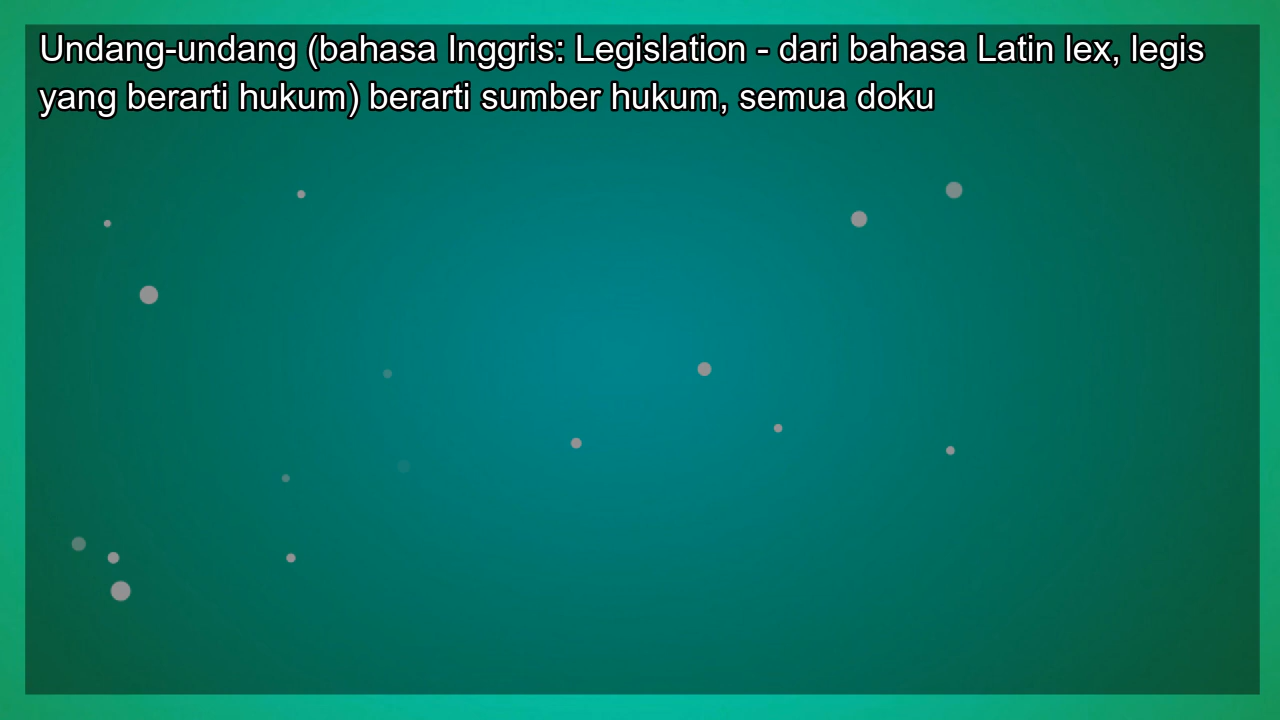 Undang-undang (bahasa Inggris: Legislation - dari bahasa Latin lex, legis
yang berarti hukum) berarti sumber hukum, semua doku